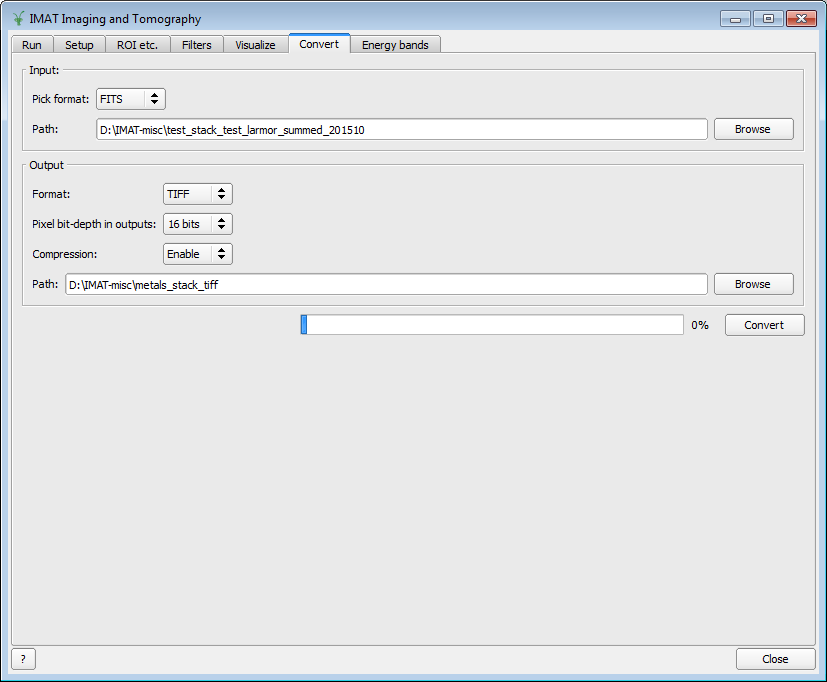 IMAT Imaging and Tomography
Run Setup ROI etc. Filters Visualize Convert Energy bands
Input:
Pick format: FITS
Path: D:\IMAT-misc\test_stack_test_larmor_summed_201510 Browse
Output
Format: TIFF
Pixel bit-depth in outputs: 16 bits
Compression: Enable
Path: D:\IMAT-misc\metals_stack_tiff Browse
0% Convert
? Close